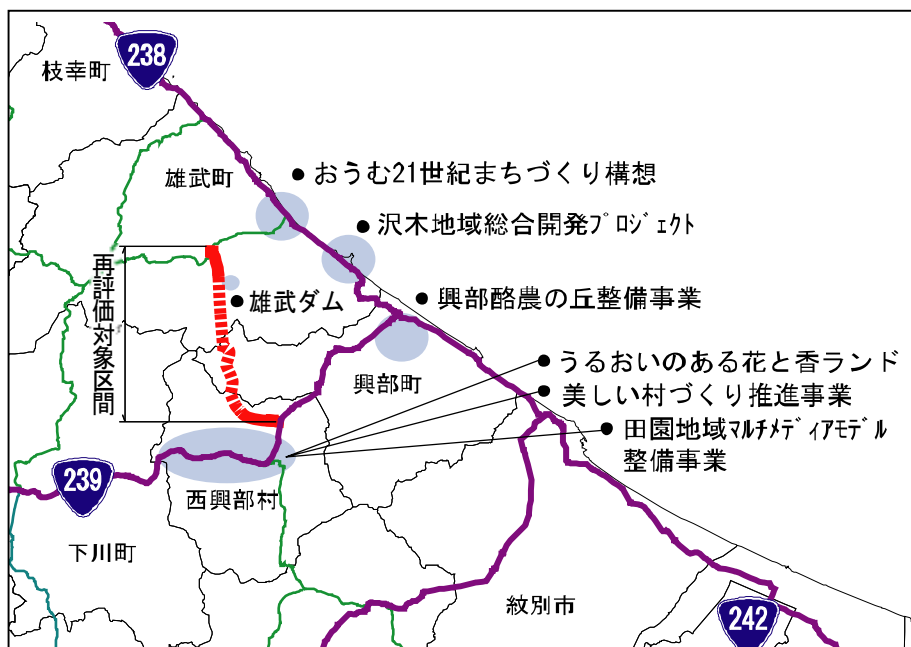 238
枝幸町
雄武町
● おうむ21世紀まちづくり構想
● 沢木地域総合開発ﾌﾟﾛｼﾞｪｸﾄ
再評価対象区間
● 雄武ダム
● 興部酪農の丘整備事業
● うるおいのある花と香ランド
興部町
● 美しい村づくり推進事業
● 田園地域ﾏﾙﾁﾒﾃﾞｨｱﾓﾃﾞﾙ
整備事業
239
西興部村
下川町
紋別市
242